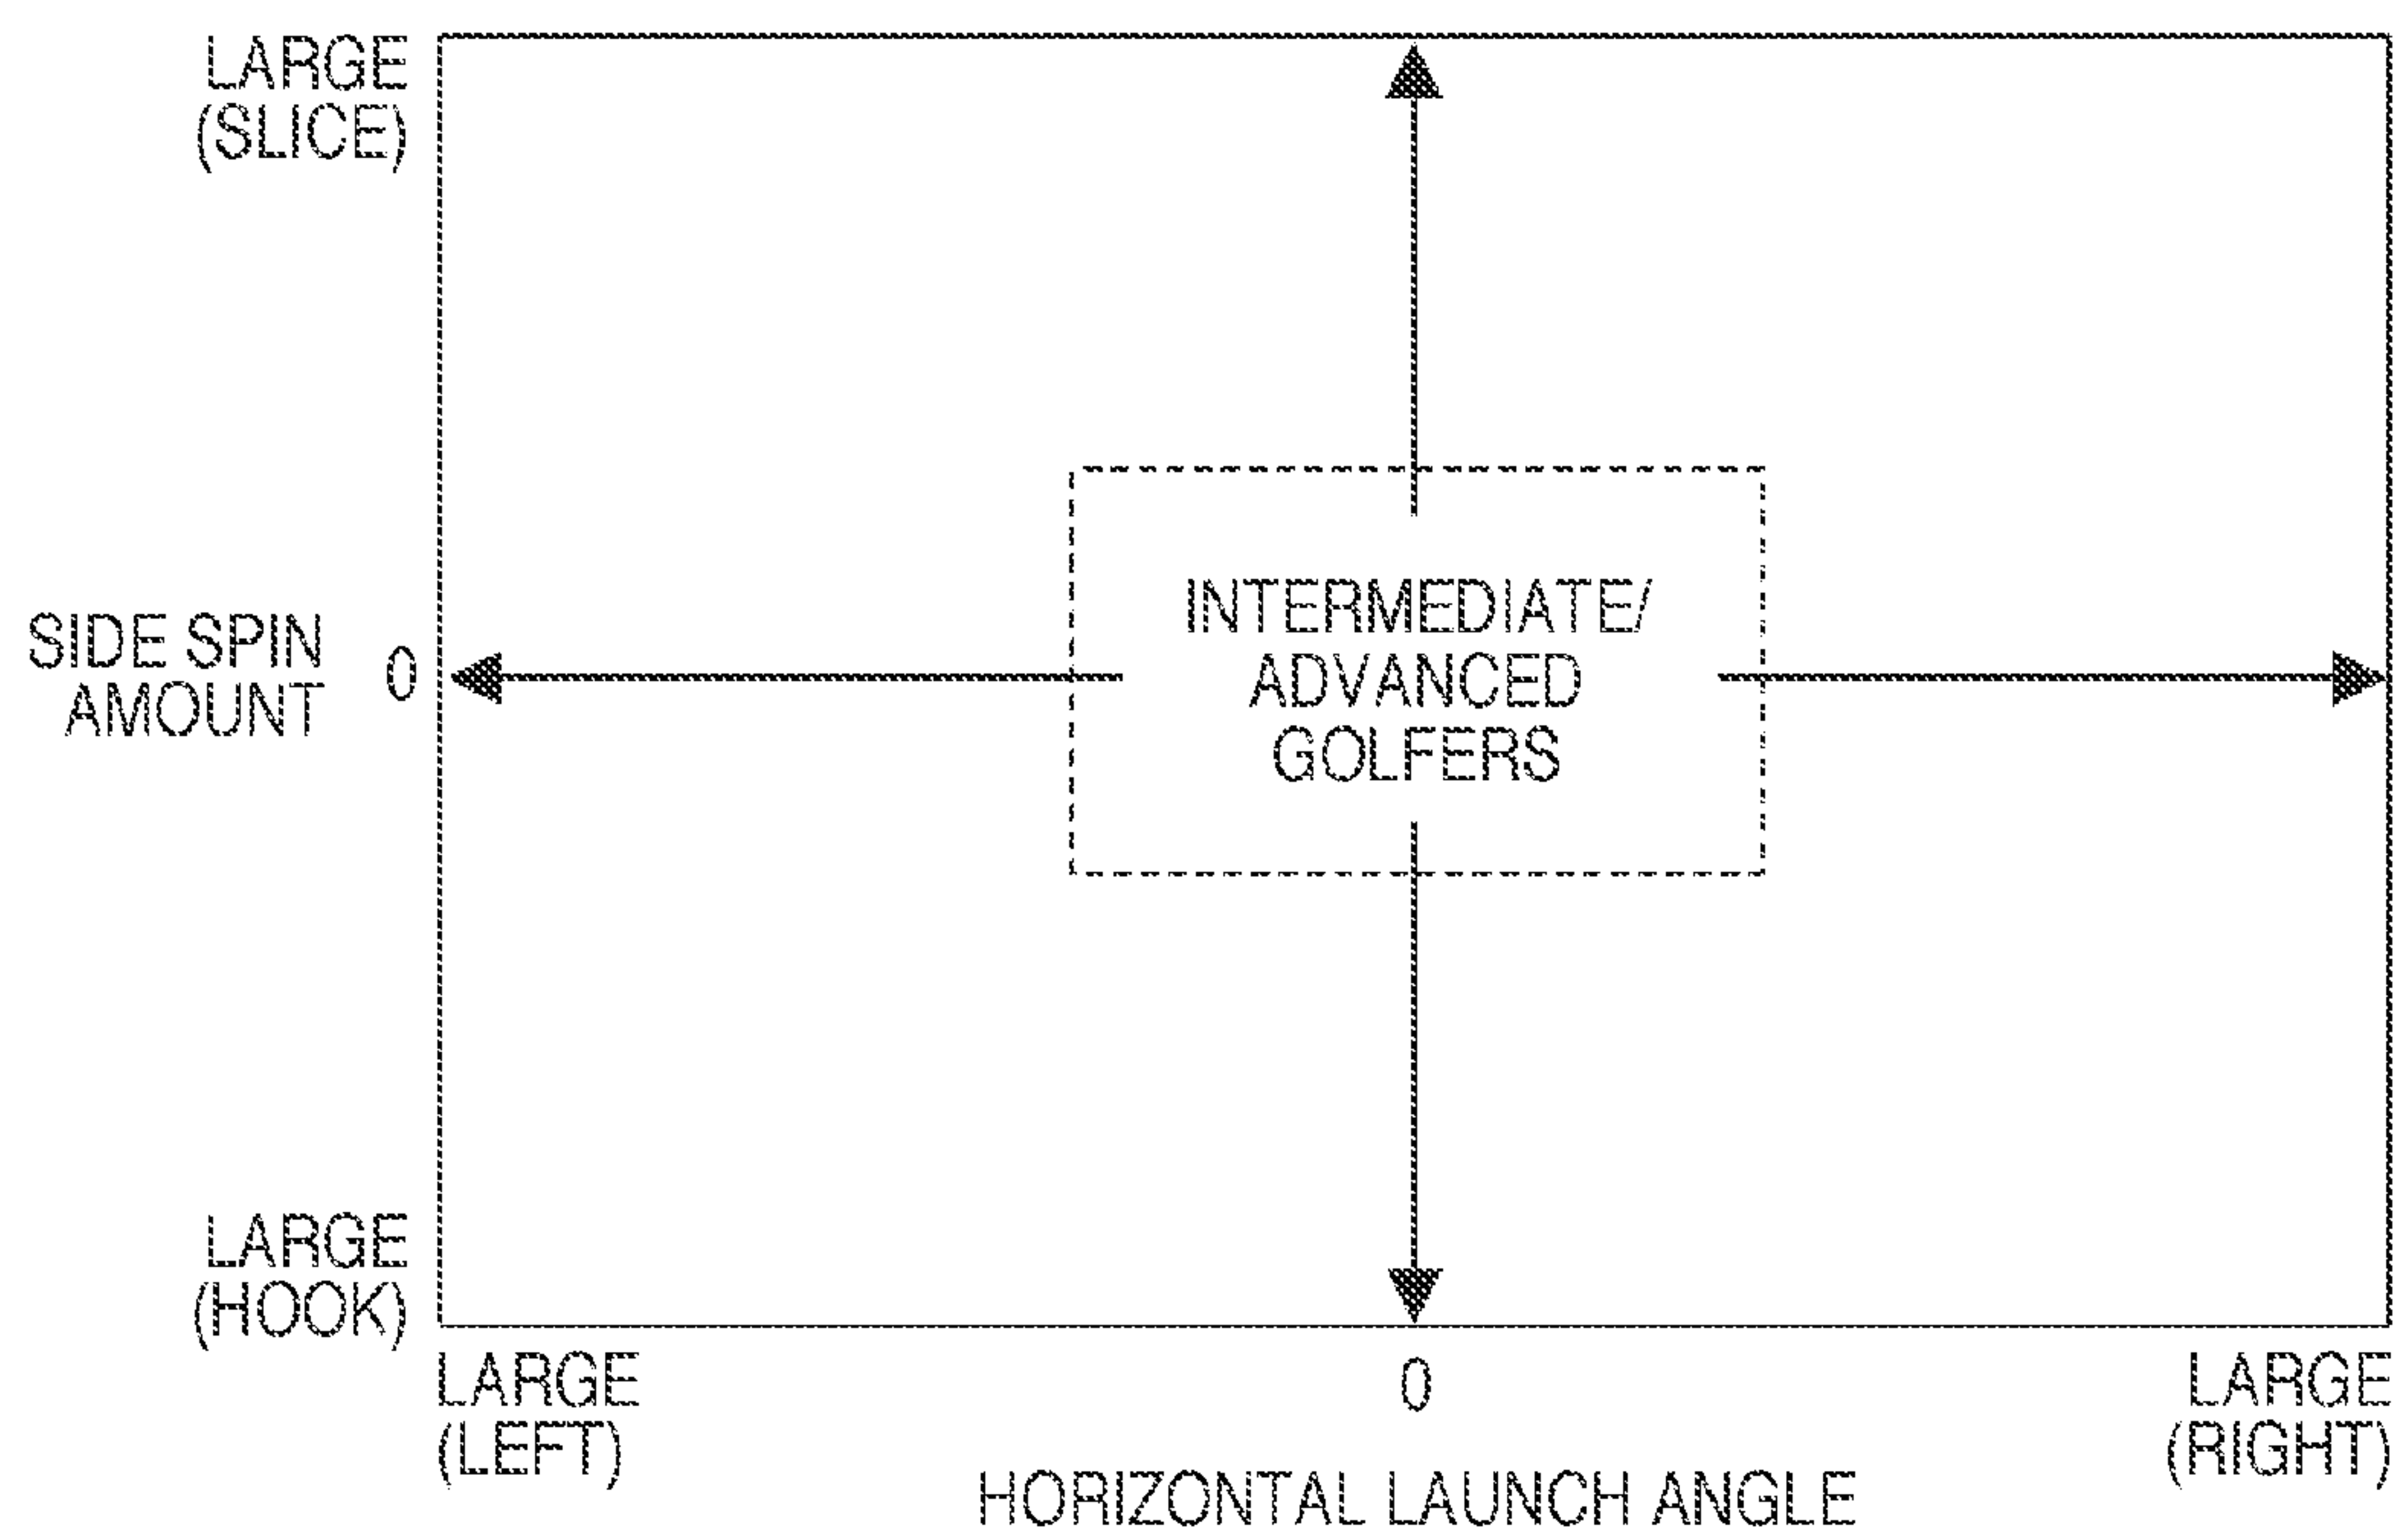 LARGE
(SLICE)
INTERMEDIATE/
ADVANCED
GOLFERS
SIDE SPIN
AMOUNT
0
LARGE
(HOOK)
LARGE
(LEFT)
0
LARGE
(RIGHT)
HORIZONTAL LAUNCH ANGLE